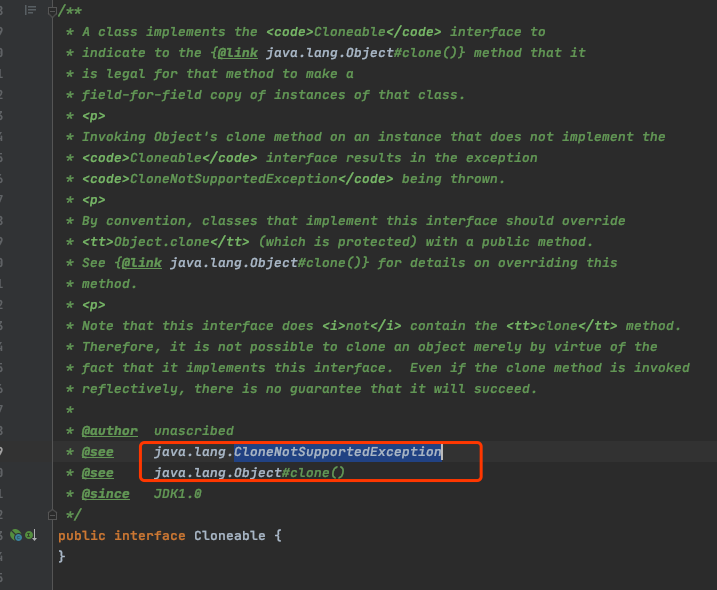 /**
* A class implements the <code>Cloneable</code> interface to
* indicate to the {@link java.lang.Object#clone()} method that it
* is legal for that method to make a
* field-for-field copy of instances of that class.
* <p>
* Invoking Object's clone method on an instance that does not implement the
* <code>Cloneable</code> interface results in the exception
* <code>CloneNotSupportedException</code> being thrown.
* <p>
* By convention, classes that implement this interface should override
* <tt>Object.clone</tt> (which is protected) with a public method.
* See {@link java.lang.Object#clone()} for details on overriding this
* method.
* <p>
* Note that this interface does <i>not</i> contain the <tt>clone</tt> method.
* Therefore, it is not possible to clone an object merely by virtue of the
* fact that it implements this interface.  Even if the clone method is invoked
* reflectively, there is no guarantee that it will succeed.
*
* @author  unascribed
* @see     java.lang.CloneNotSupportedException
* @see     java.lang.Object#clone()
* @since   JDK1.0
*/
public interface Cloneable {
}